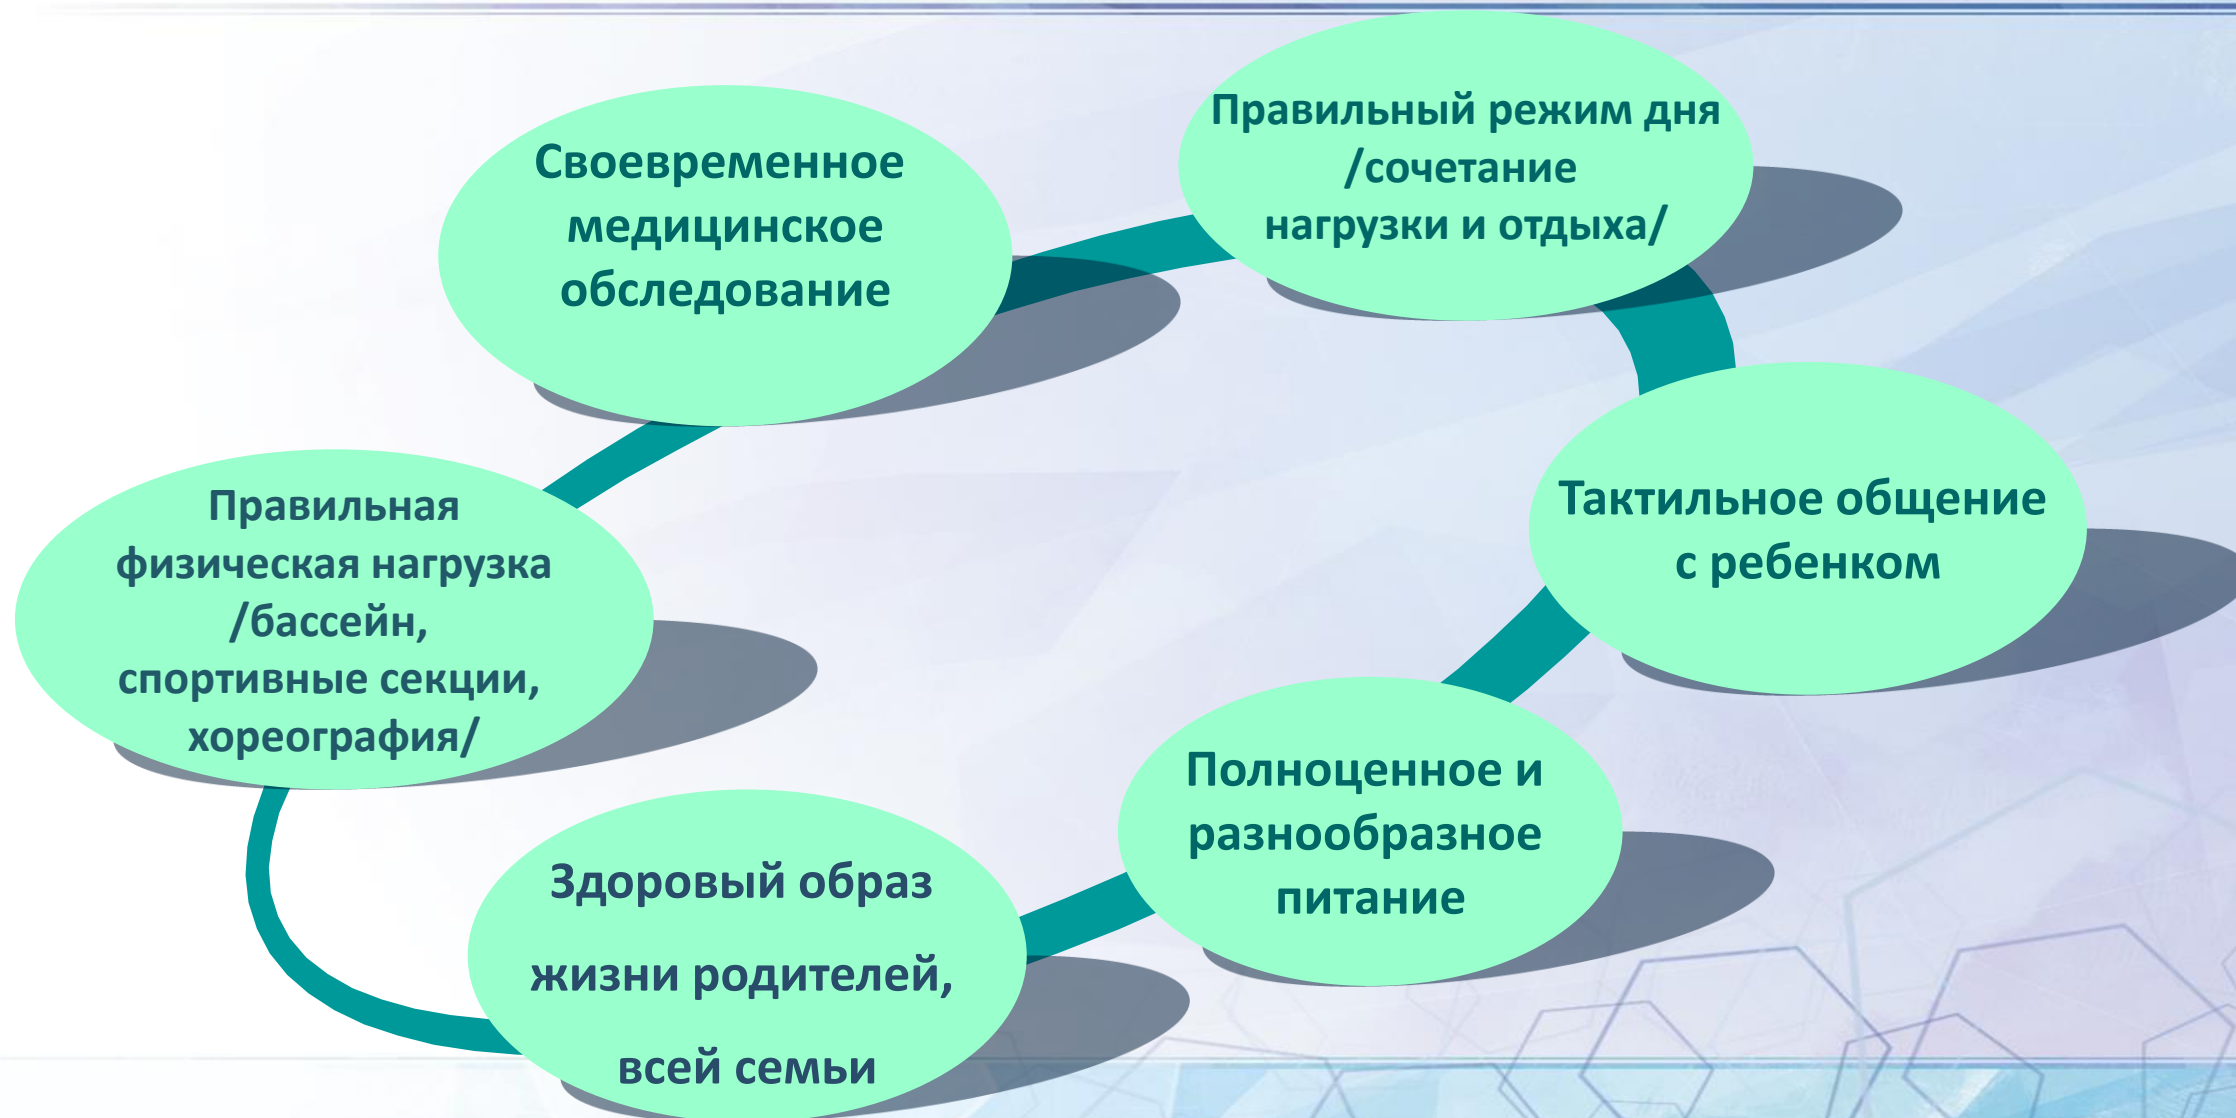 Своевременное
медицинское
обследование
Правильный режим дня
/сочетание
нагрузки и отдыха/
Тактильное общение
с ребенком
Полноценное и
разнообразное
питание
Здоровый образ
жизни родителей,
всей семьи
Правильная
физическая нагрузка
/бассейн,
спортивные секции,
хореография/